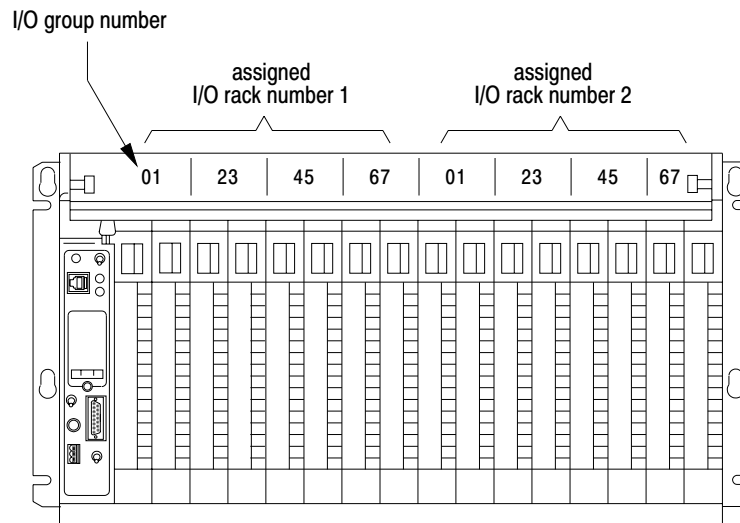 I/O group number
assigned
I/O rack number 1
assigned
I/O rack number 2
01 23 45 67 01 23 45 67